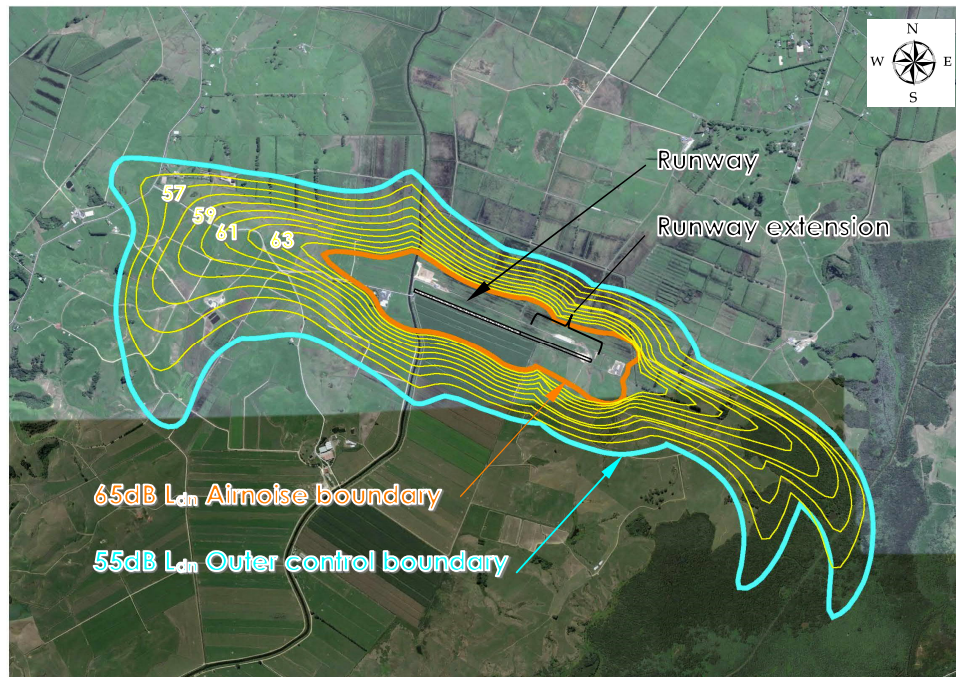 N
W E
S
Runway
Runway extension
57
59
61
63
65dB Ldn Airnoise boundary
55dB Ldn Outer control boundary